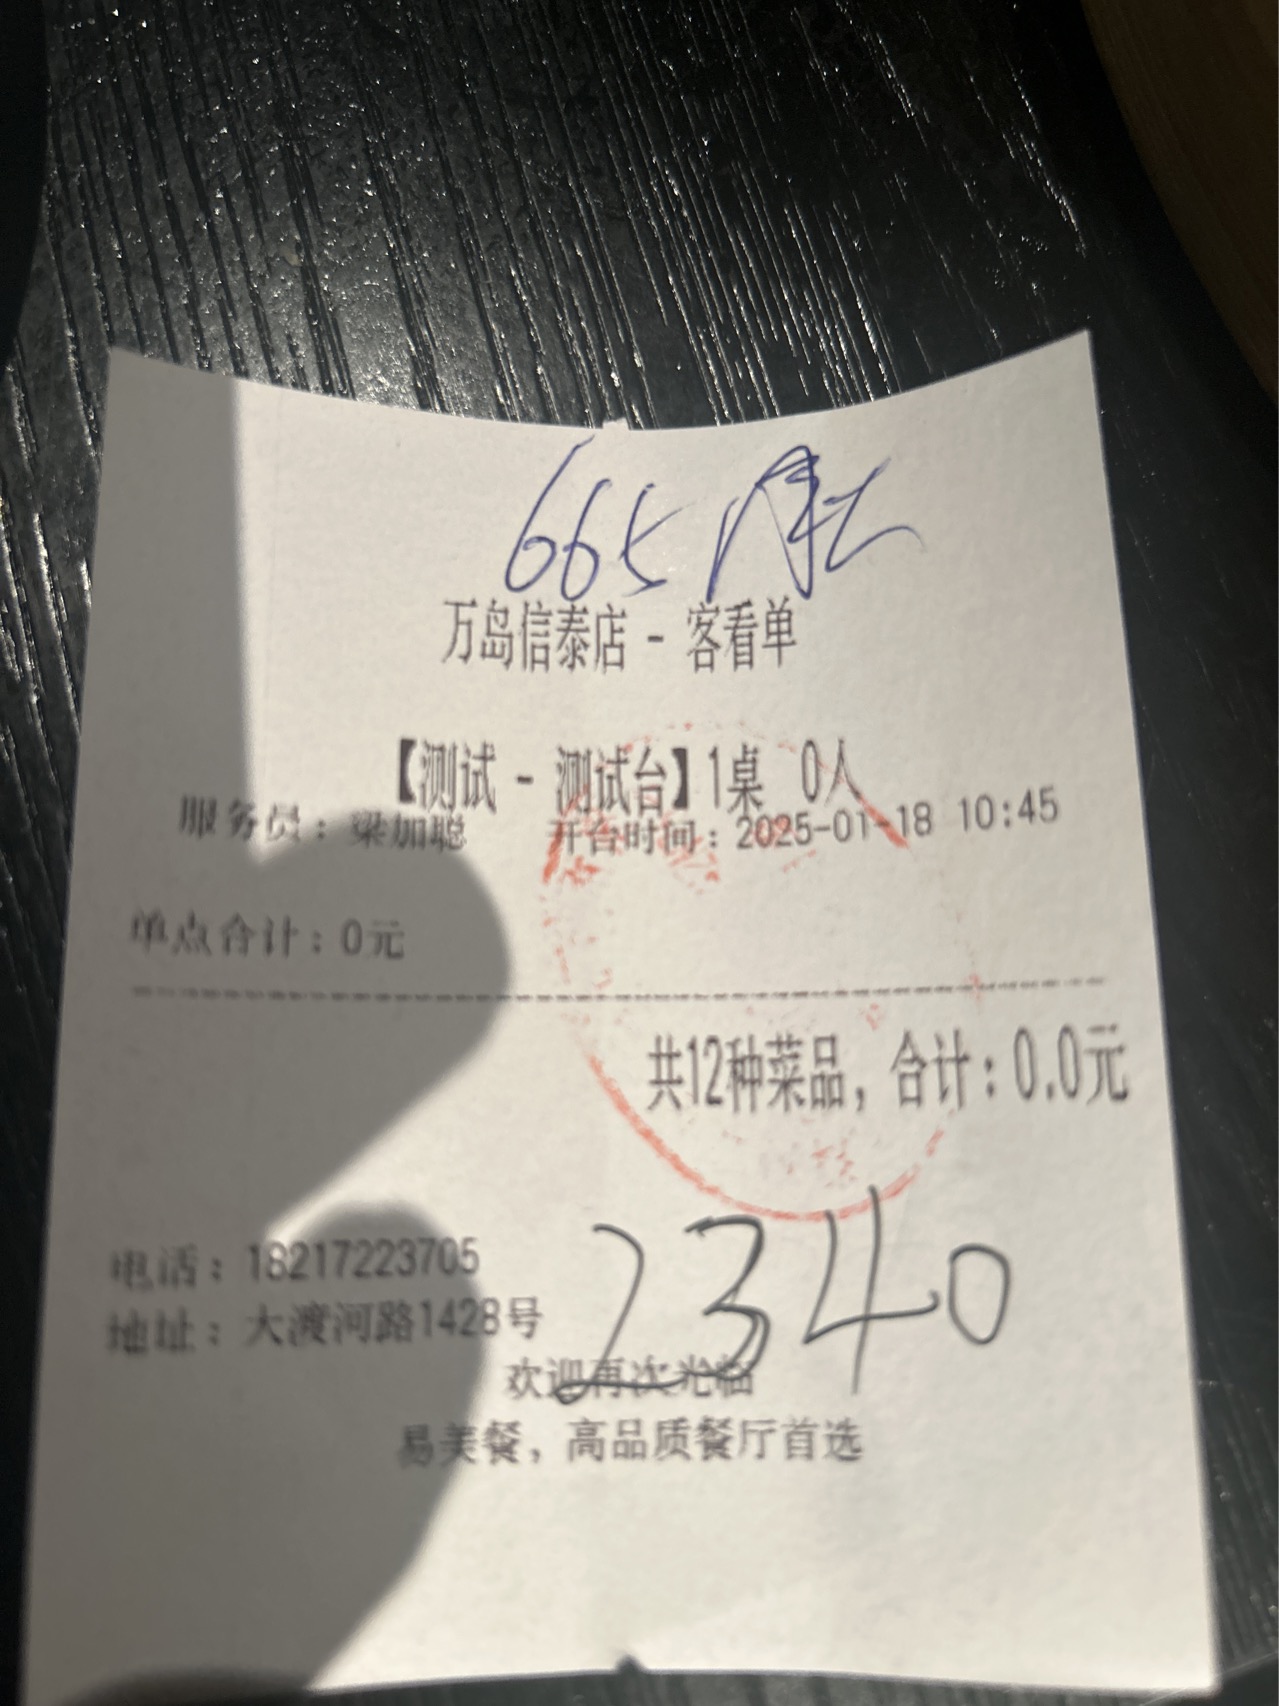 665
万岛信泰店 - 客看单
【测试 - 测试台】1桌 0人
服务员：梁加聪 开台时间：2025-01-18 10:45
单点合计：0元
共12种菜品，合计：0.0元
2340
电话：18217223705
地址：大渡河路1428号
欢迎再次光临
易美餐，高品质餐厅首选